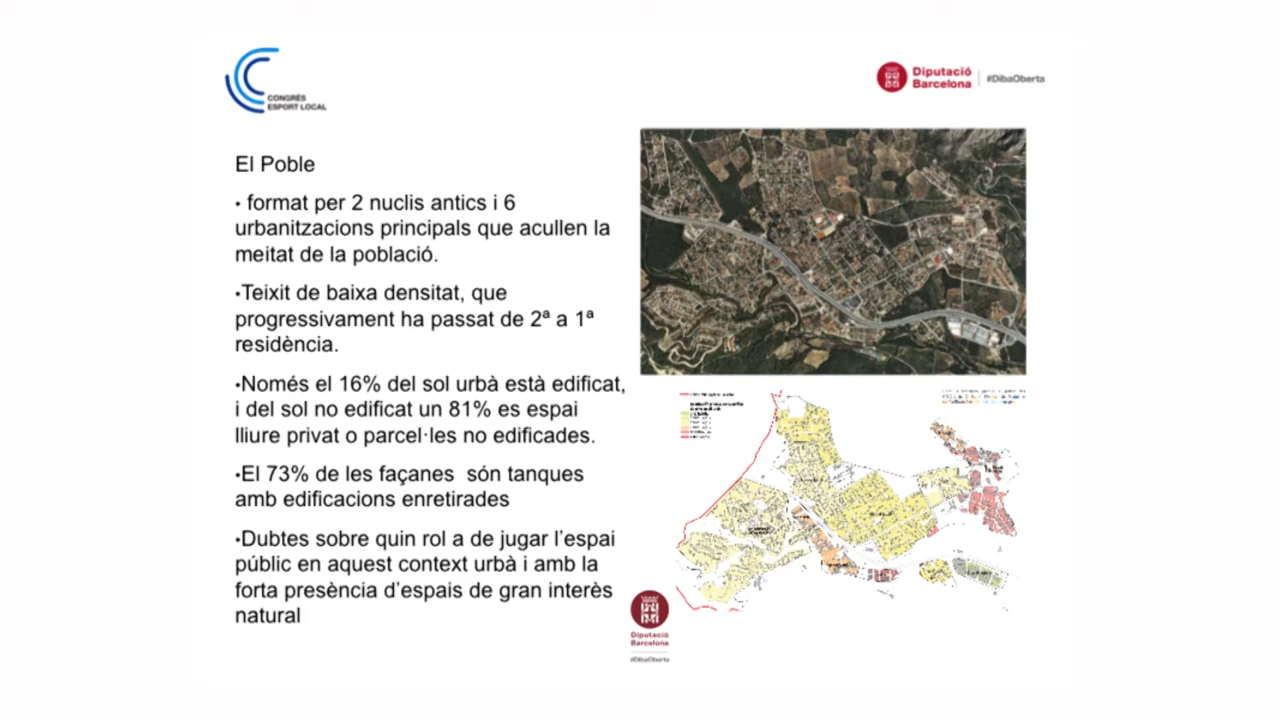 CONGRÉS
ESPORT LOCAL
Diputació
Barcelona
#DibaOberta
El Poble
• format per 2 nuclis antics i 6
urbanitzacions principals que acullen la
meitat de la població.
•Teixit de baixa densitat, que
progressivament ha passat de 2ª a 1ª
residència.
•Només el 16% del sol urbà està edificat,
i del sol no edificat un 81% es espai
lliure privat o parcel·les no edificades.
•El 73% de les façanes són tanques
amb edificacions enretirades
•Dubtes sobre quin rol a de jugar l’espai
públic en aquest context urbà i amb la
forta presència d’espais de gran interès
natural
Diputació
Barcelona
#DibaOberta